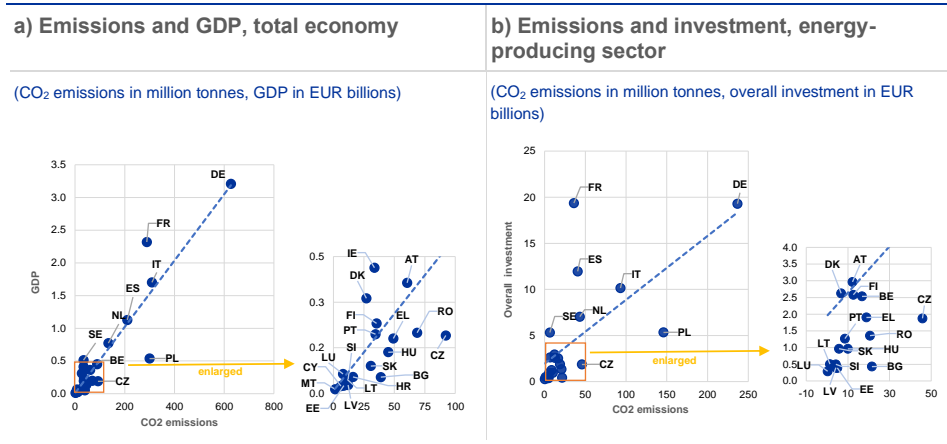 a) Emissions and GDP, total economy
(CO₂ emissions in million tonnes, GDP in EUR billions)
3.5
3.0
2.5
2.0
1.5
1.0
0.5
0.0
GDP
0
200
400
600
800
CO2 emissions
DE
FR
IT
ES
NL
SE
BE
PL
CZ
enlarged
0.5
0.3
0.2
0.0
0
25
50
75
100
IE
AT
DK
FI
PT
EL
RO
SI
HU
CZ
LU
SK
CY
BG
MT
LT
HR
EE
LV
b) Emissions and investment, energy-
producing sector
(CO₂ emissions in million tonnes, overall investment in EUR
billions)
25
20
15
10
5
0
Overall investment
0
50
100
150
200
250
CO2 emissions
DE
FR
ES
IT
NL
SE
PL
CZ
enlarged
4.0
3.5
3.0
2.5
2.0
1.5
1.0
0.5
0.0
-10
0
10
20
30
40
50
AT
DK
FI
BE
CZ
PT
EL
RO
LT
SK
HU
LU
SI
BG
LV
EE